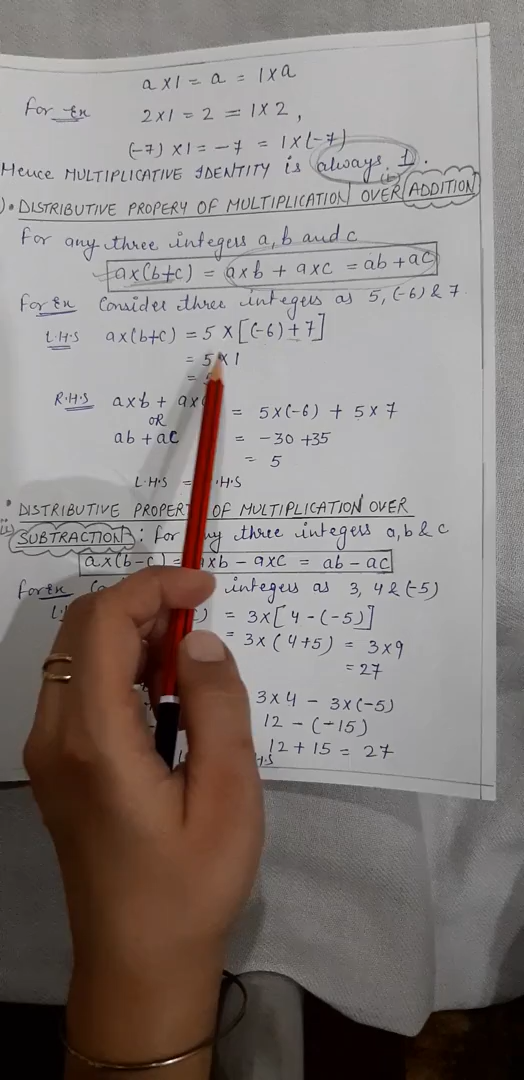 a×1 = a = 1×a
For Ex 2×1 = 2 = 1×2,
(-7)×1 = -7 = 1×(-7)
Hence MULTIPLICATIVE IDENTITY is always 1.
• DISTRIBUTIVE PROPERY OF MULTIPLICATION OVER (i) ADDITION
For any three integers a, b and c
a×(b+c) = a×b + a×c = ab + ac
For Ex Consider three integers as 5, (-6) & 7
L.H.S a×(b+c) = 5×[(-6)+7]
= 5×1
=
R.H.S a×b + = 5×(-6) + 5×7
OR
ab + ac = -30 +35
= 5
L.H.S = H.S
• DISTRIBUTIVE PROPERTY OF MULTIPLICATION OVER
(ii) SUBTRACTION : For any three integers a, b & c
a×(b-c) = a×b - a×c = ab - ac
For Ex integers as 3, 4 & (-5)
= 3×[4-(-5)]
= 3×(4+5) = 3×9
= 27
3×4 - 3×(-5)
12 - (-15)
12 + 15 = 27